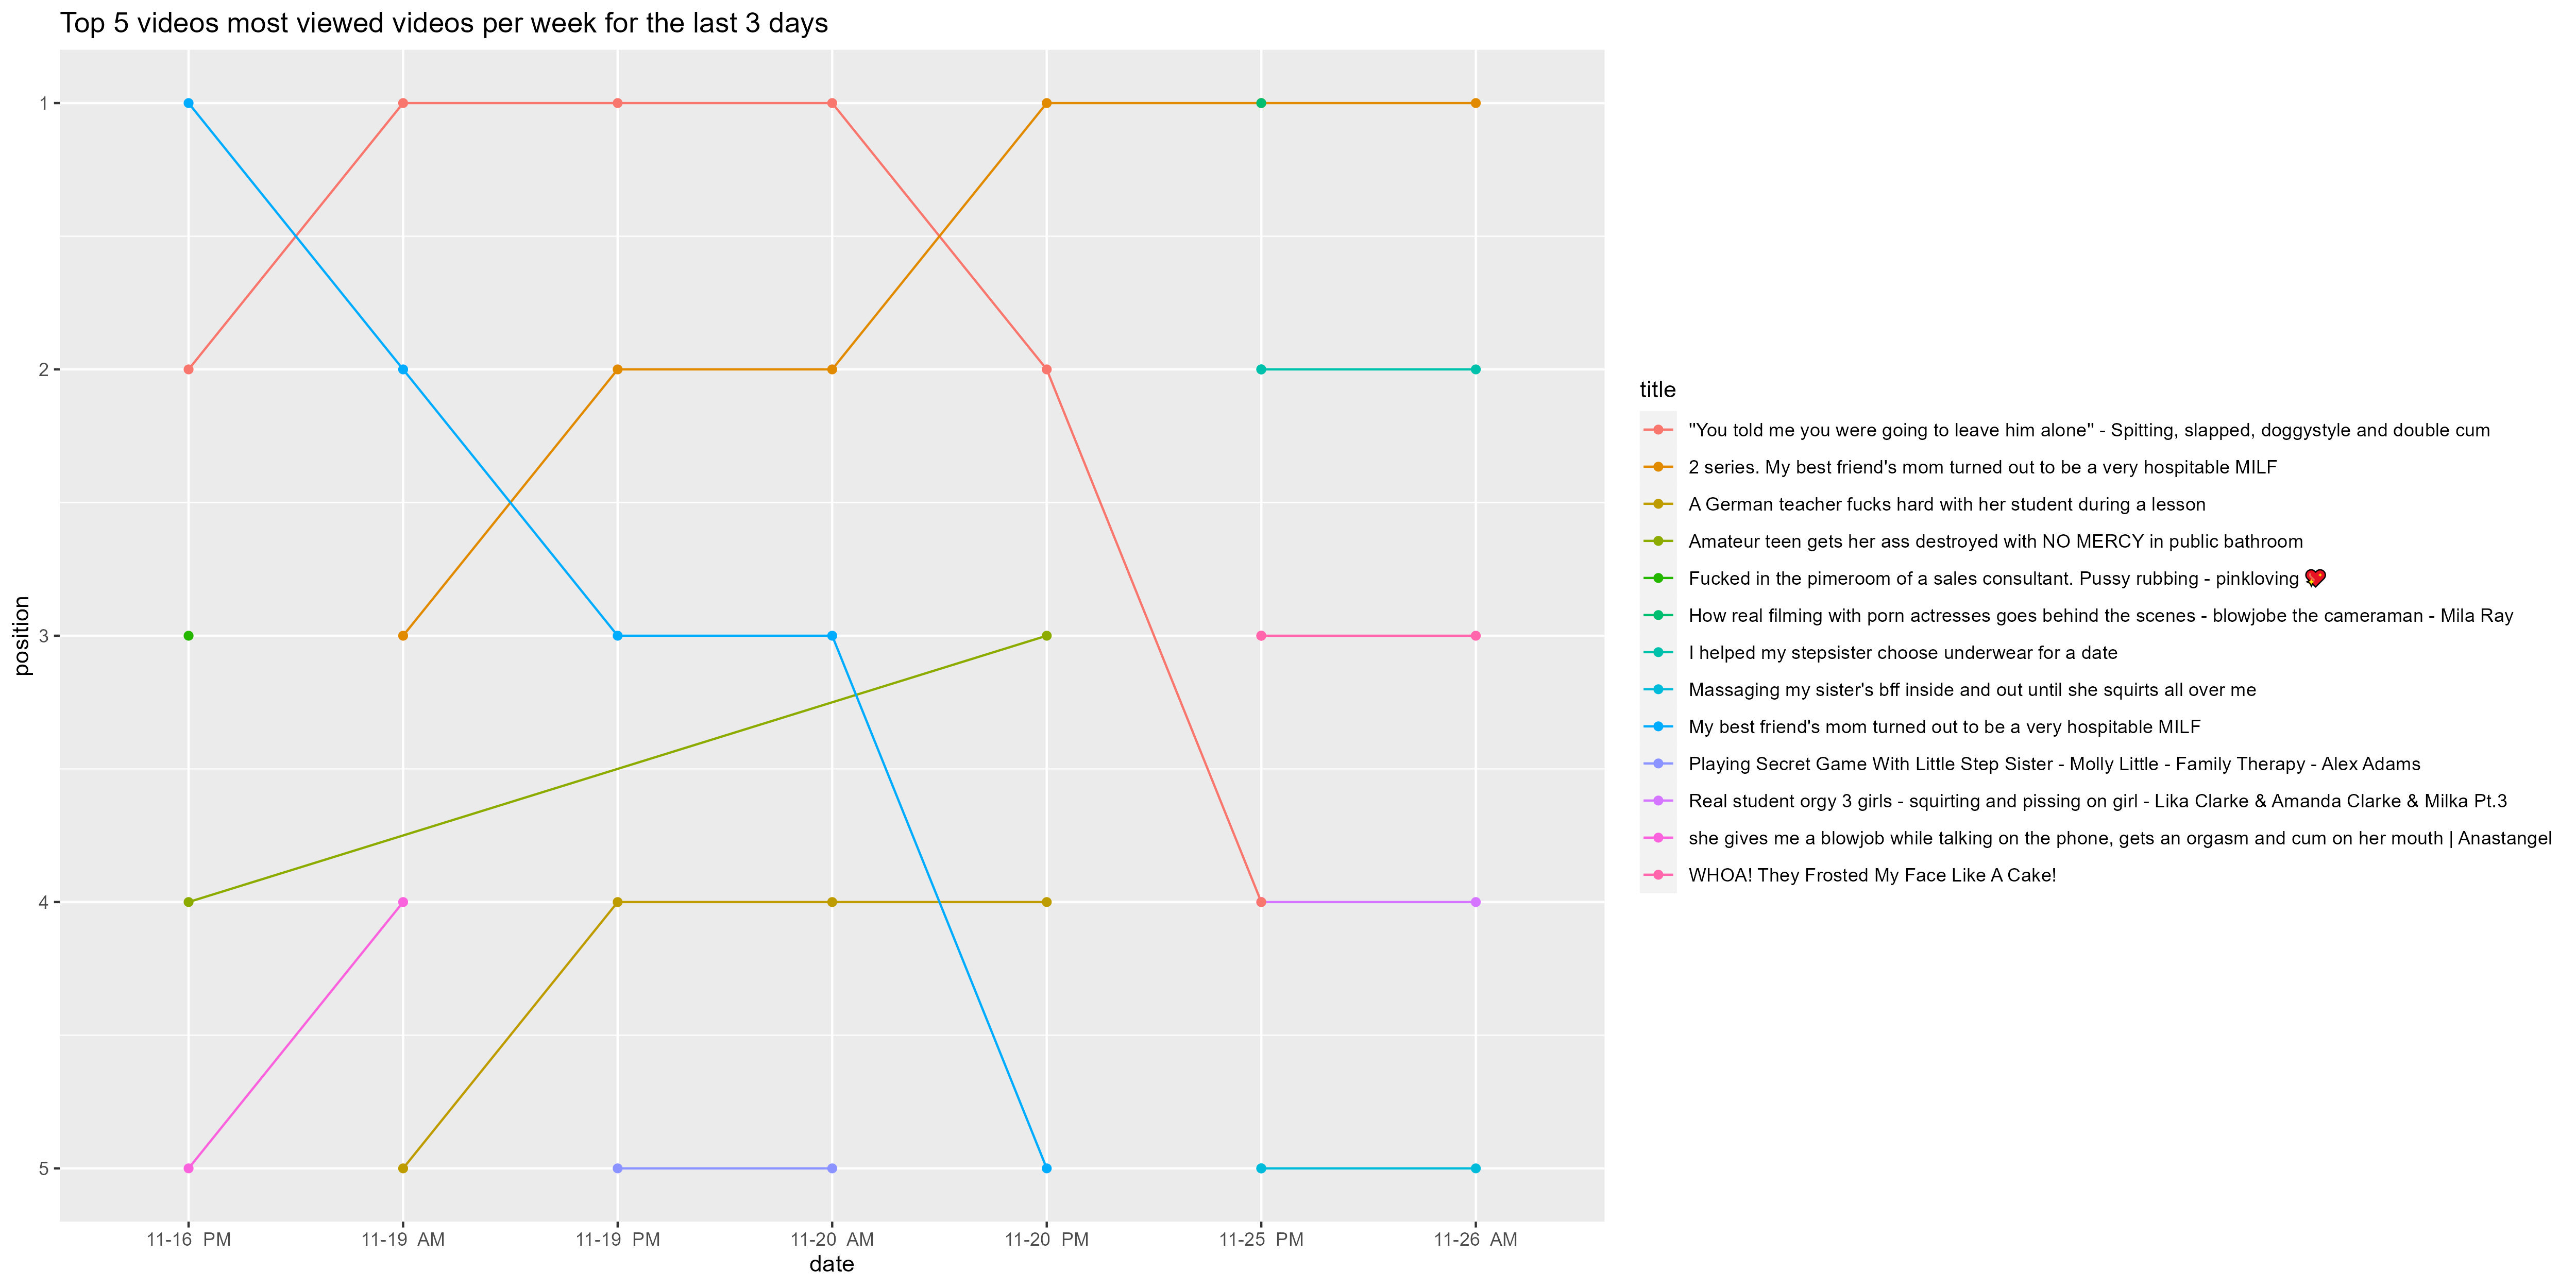 Top 5 videos most viewed videos per week for the last 3 days
1
2
3
4
5
position
11-16 PM
11-19 AM
11-19 PM
11-20 AM
11-20 PM
11-25 PM
11-26 AM
date
title
"You told me you were going to leave him alone" - Spitting, slapped, doggystyle and double cum
2 series. My best friend's mom turned out to be a very hospitable MILF
A German teacher fucks hard with her student during a lesson
Amateur teen gets her ass destroyed with NO MERCY in public bathroom
Fucked in the pimeroom of a sales consultant. Pussy rubbing - pinkloving 💖
How real filming with porn actresses goes behind the scenes - blowjobe the cameraman - Mila Ray
I helped my stepsister choose underwear for a date
Massaging my sister's bff inside and out until she squirts all over me
My best friend's mom turned out to be a very hospitable MILF
Playing Secret Game With Little Step Sister - Molly Little - Family Therapy - Alex Adams
Real student orgy 3 girls - squirting and pissing on girl - Lika Clarke & Amanda Clarke & Milka Pt.3
she gives me a blowjob while talking on the phone, gets an orgasm and cum on her mouth | Anastangel
WHOA! They Frosted My Face Like A Cake!